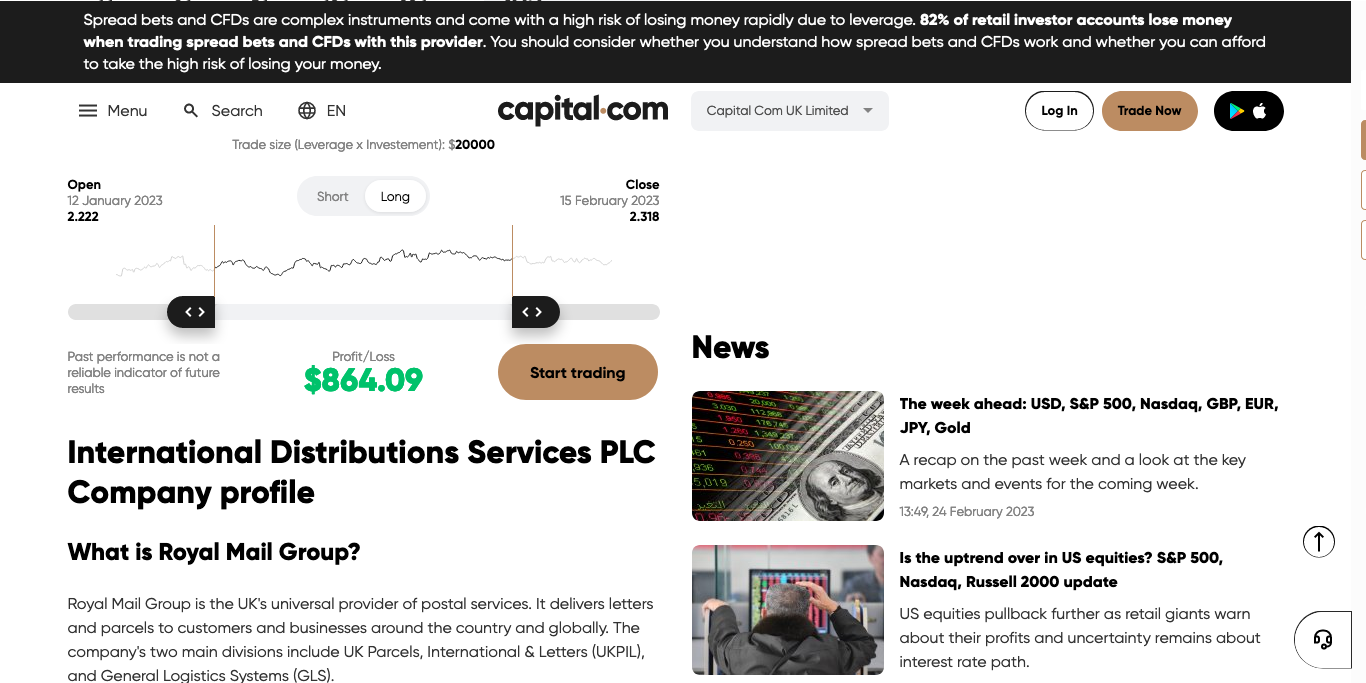 Spread bets and CFDs are complex instruments and come with a high risk of losing money rapidly due to leverage. 82% of retail investor accounts lose money
when trading spread bets and CFDs with this provider. You should consider whether you understand how spread bets and CFDs work and whether you can afford
to take the high risk of losing your money.
Menu
Search
EN
capital.com
Capital Com UK Limited
Log In
Trade Now
Trade size (Leverage x Investement): $20000
Open
12 January 2023
2.222
Short
Long
Close
15 February 2023
2.318
Past performance is not a
reliable indicator of future
results
Profit/Loss
$864.09
Start trading
International Distributions Services PLC
Company profile
What is Royal Mail Group?
Royal Mail Group is the UK's universal provider of postal services. It delivers letters
and parcels to customers and businesses around the country and globally. The
company's two main divisions include UK Parcels, International & Letters (UKPIL),
and General Logistics Systems (GLS).
News
The week ahead: USD, S&P 500, Nasdaq, GBP, EUR,
JPY, Gold
A recap on the past week and a look at the key
markets and events for the coming week.
13:49, 24 February 2023
Is the uptrend over in US equities? S&P 500,
Nasdaq, Russell 2000 update
US equities pullback further as retail giants warn
about their profits and uncertainty remains about
interest rate path.